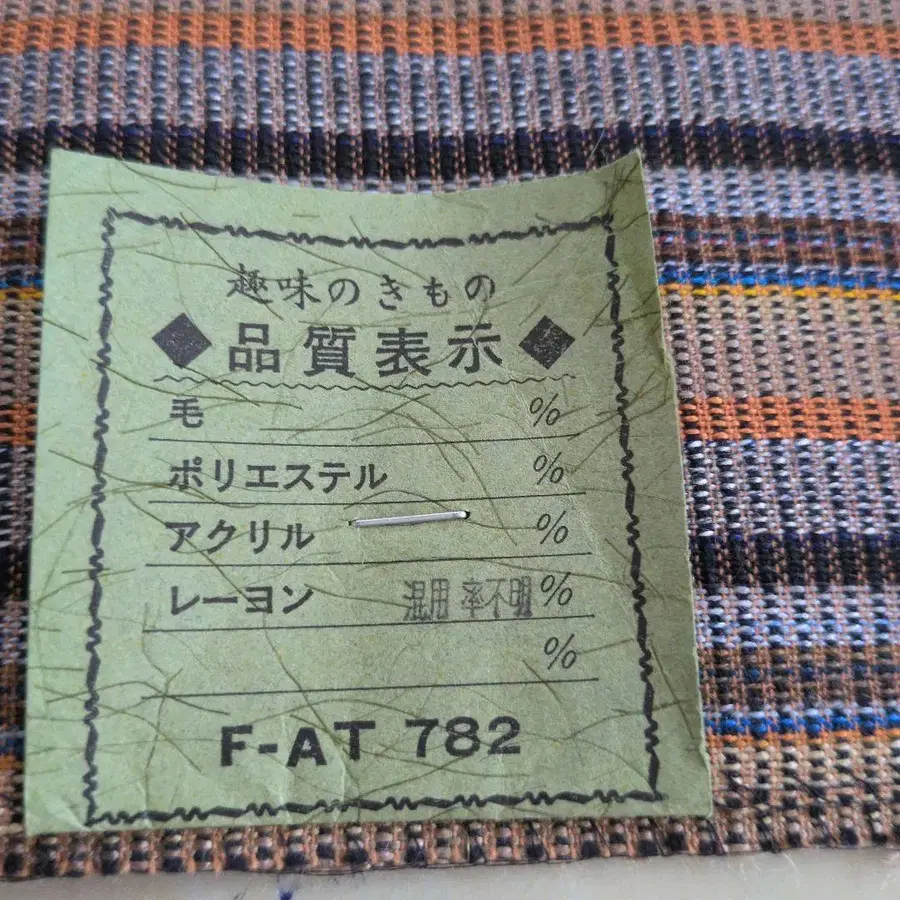 趣味のきもの
◆品質表示◆
毛 %
ポリエステル %
アクリル %
レーヨン 混用率不明 %
%
F-AT 782